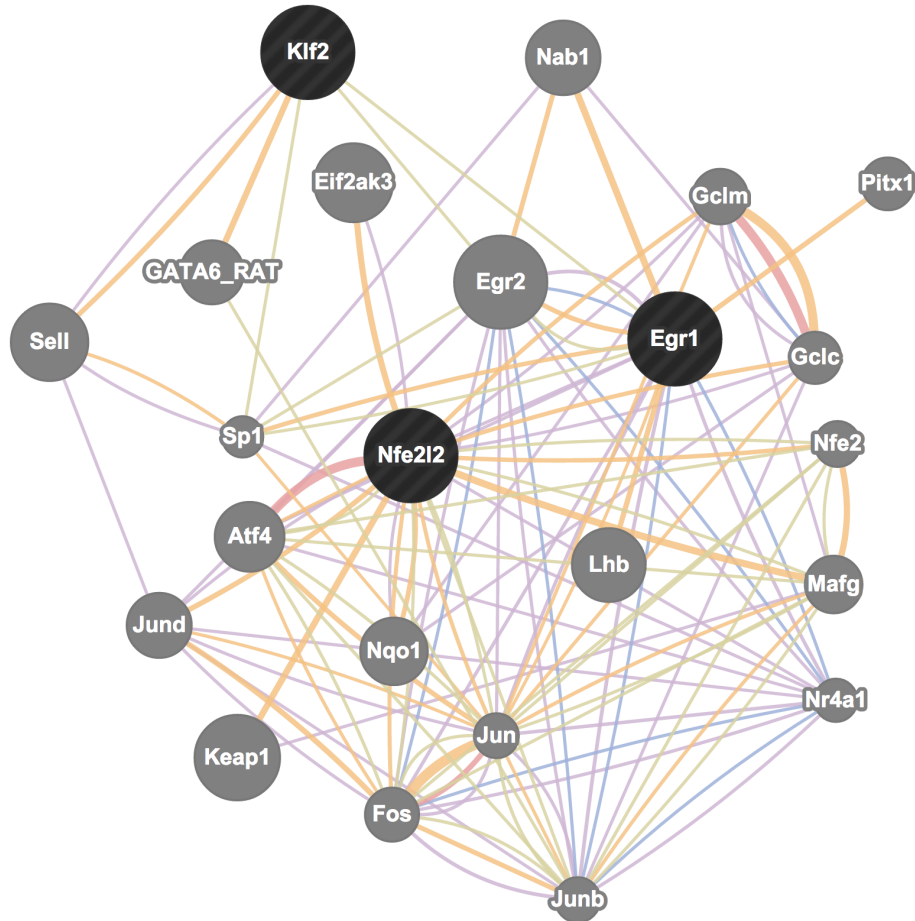 Klf2
Nab1
Eif2ak3
Gclm
Pitx1
GATA6_RAT
Egr2
Sell
Egr1
Gclc
Sp1
Nfe2l2
Nfe2
Atf4
Lhb
Mafg
Jund
Nqo1
Nr4a1
Keap1
Jun
Fos
Junb